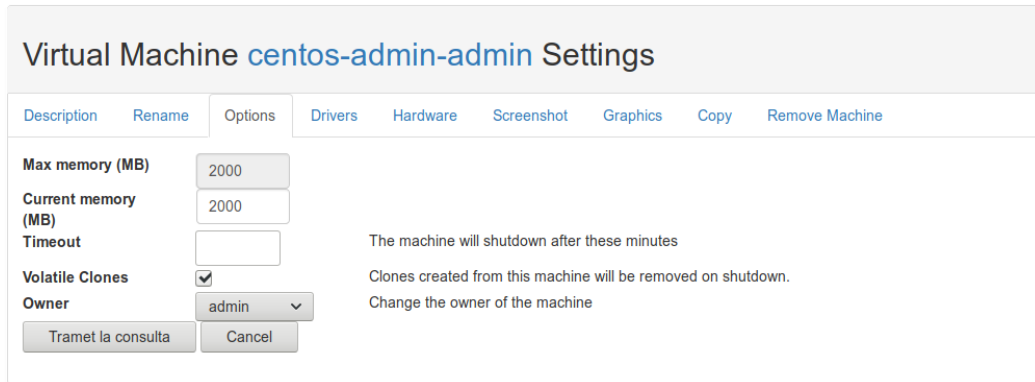 Virtual Machine centos-admin-admin Settings
Description Rename Options Drivers Hardware Screenshot Graphics Copy Remove Machine
Max memory (MB) 2000
Current memory
(MB) 2000
Timeout The machine will shutdown after these minutes
Volatile Clones Clones created from this machine will be removed on shutdown.
Owner admin Change the owner of the machine
Tramet la consulta Cancel